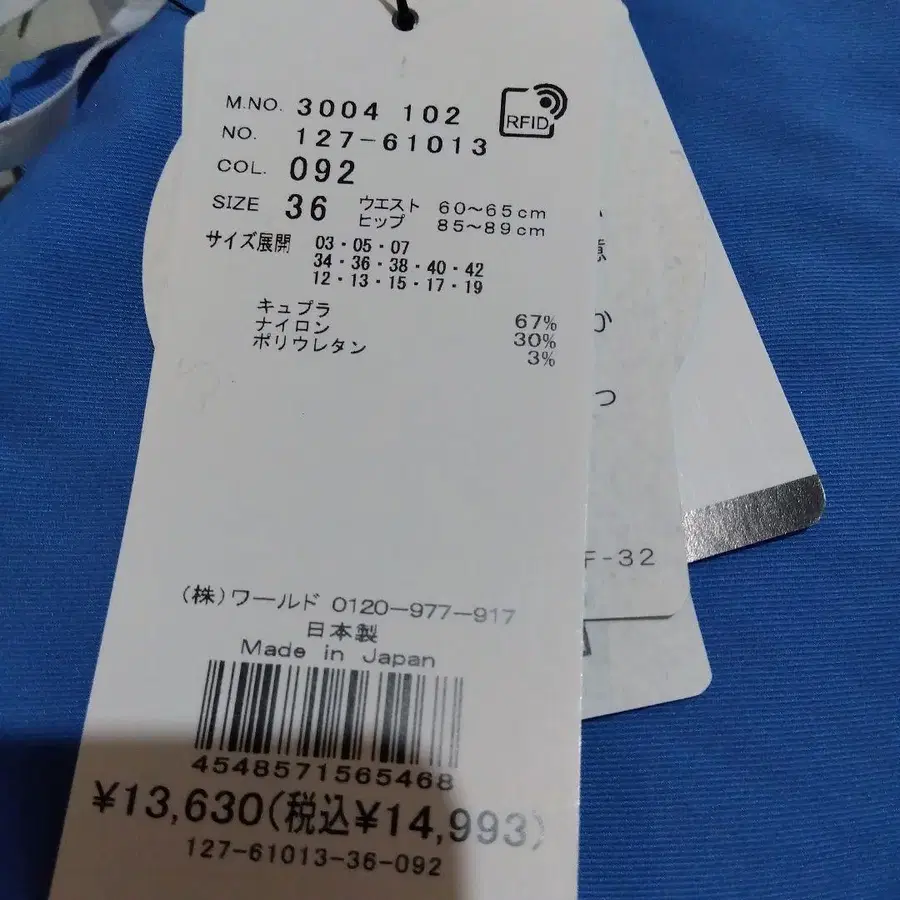 M.NO. 3004 102
RFID
NO. 127-61013
COL. 092
SIZE 36 ウエスト 60〜65cm
ヒップ 85〜89cm
サイズ展開 03・05・07
34・36・38・40・42
12・13・15・17・19
キュプラ 67%
ナイロン 30%
ポリウレタン 3%
(株)ワールド 0120-977-917
日本製
Made in Japan
4548571565468
¥13,630(税込¥14,993)
127-61013-36-092
か
つ
F-32